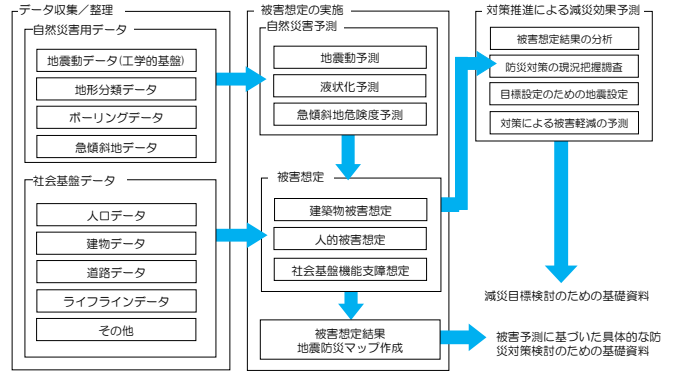 データ収集／整理
自然災害用データ
地震動データ(工学的基盤)
地形分類データ
ボーリングデータ
急傾斜地データ
社会基盤データ
人口データ
建物データ
道路データ
ライフラインデータ
その他
被害想定の実施
自然災害予測
地震動予測
液状化予測
急傾斜地危険度予測
被害想定
建築物被害想定
人的被害想定
社会基盤機能支障想定
被害想定結果
地震防災マップ作成
対策推進による減災効果予測
被害想定結果の分析
防災対策の現況把握調査
目標設定のための地震設定
対策による被害軽減の予測
減災目標検討のための基礎資料
被害予測に基づいた具体的な防
災対策検討のための基礎資料